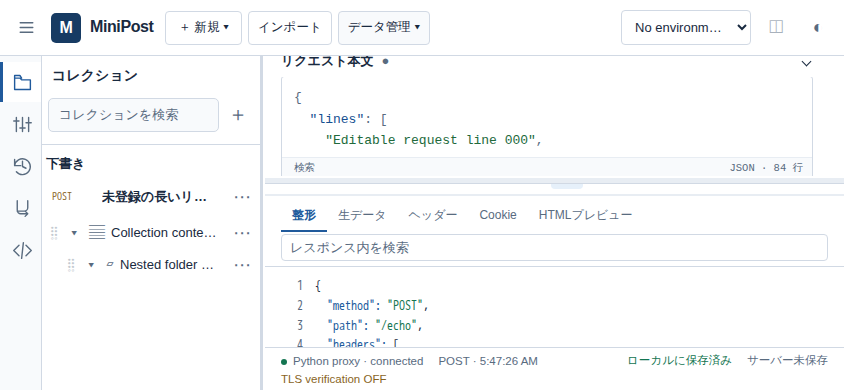 M MiniPost ＋ 新規 ▾ インポート データ管理 ▾ No environm…
コレクション
コレクションを検索 ＋
下書き
POST 未登録の長いリ… ···
Collection conte… ···
Nested folder … ···
リクエスト本文 ●
{
"lines": [
"Editable request line 000",
検索 JSON · 84 行
整形 生データ ヘッダー Cookie HTMLプレビュー
レスポンス内を検索
1 {
2 "method": "POST",
3 "path": "/echo",
4 "headers": [
● Python proxy · connected POST · 5:47:26 AM ローカルに保存済み サーバー未保存
TLS verification OFF